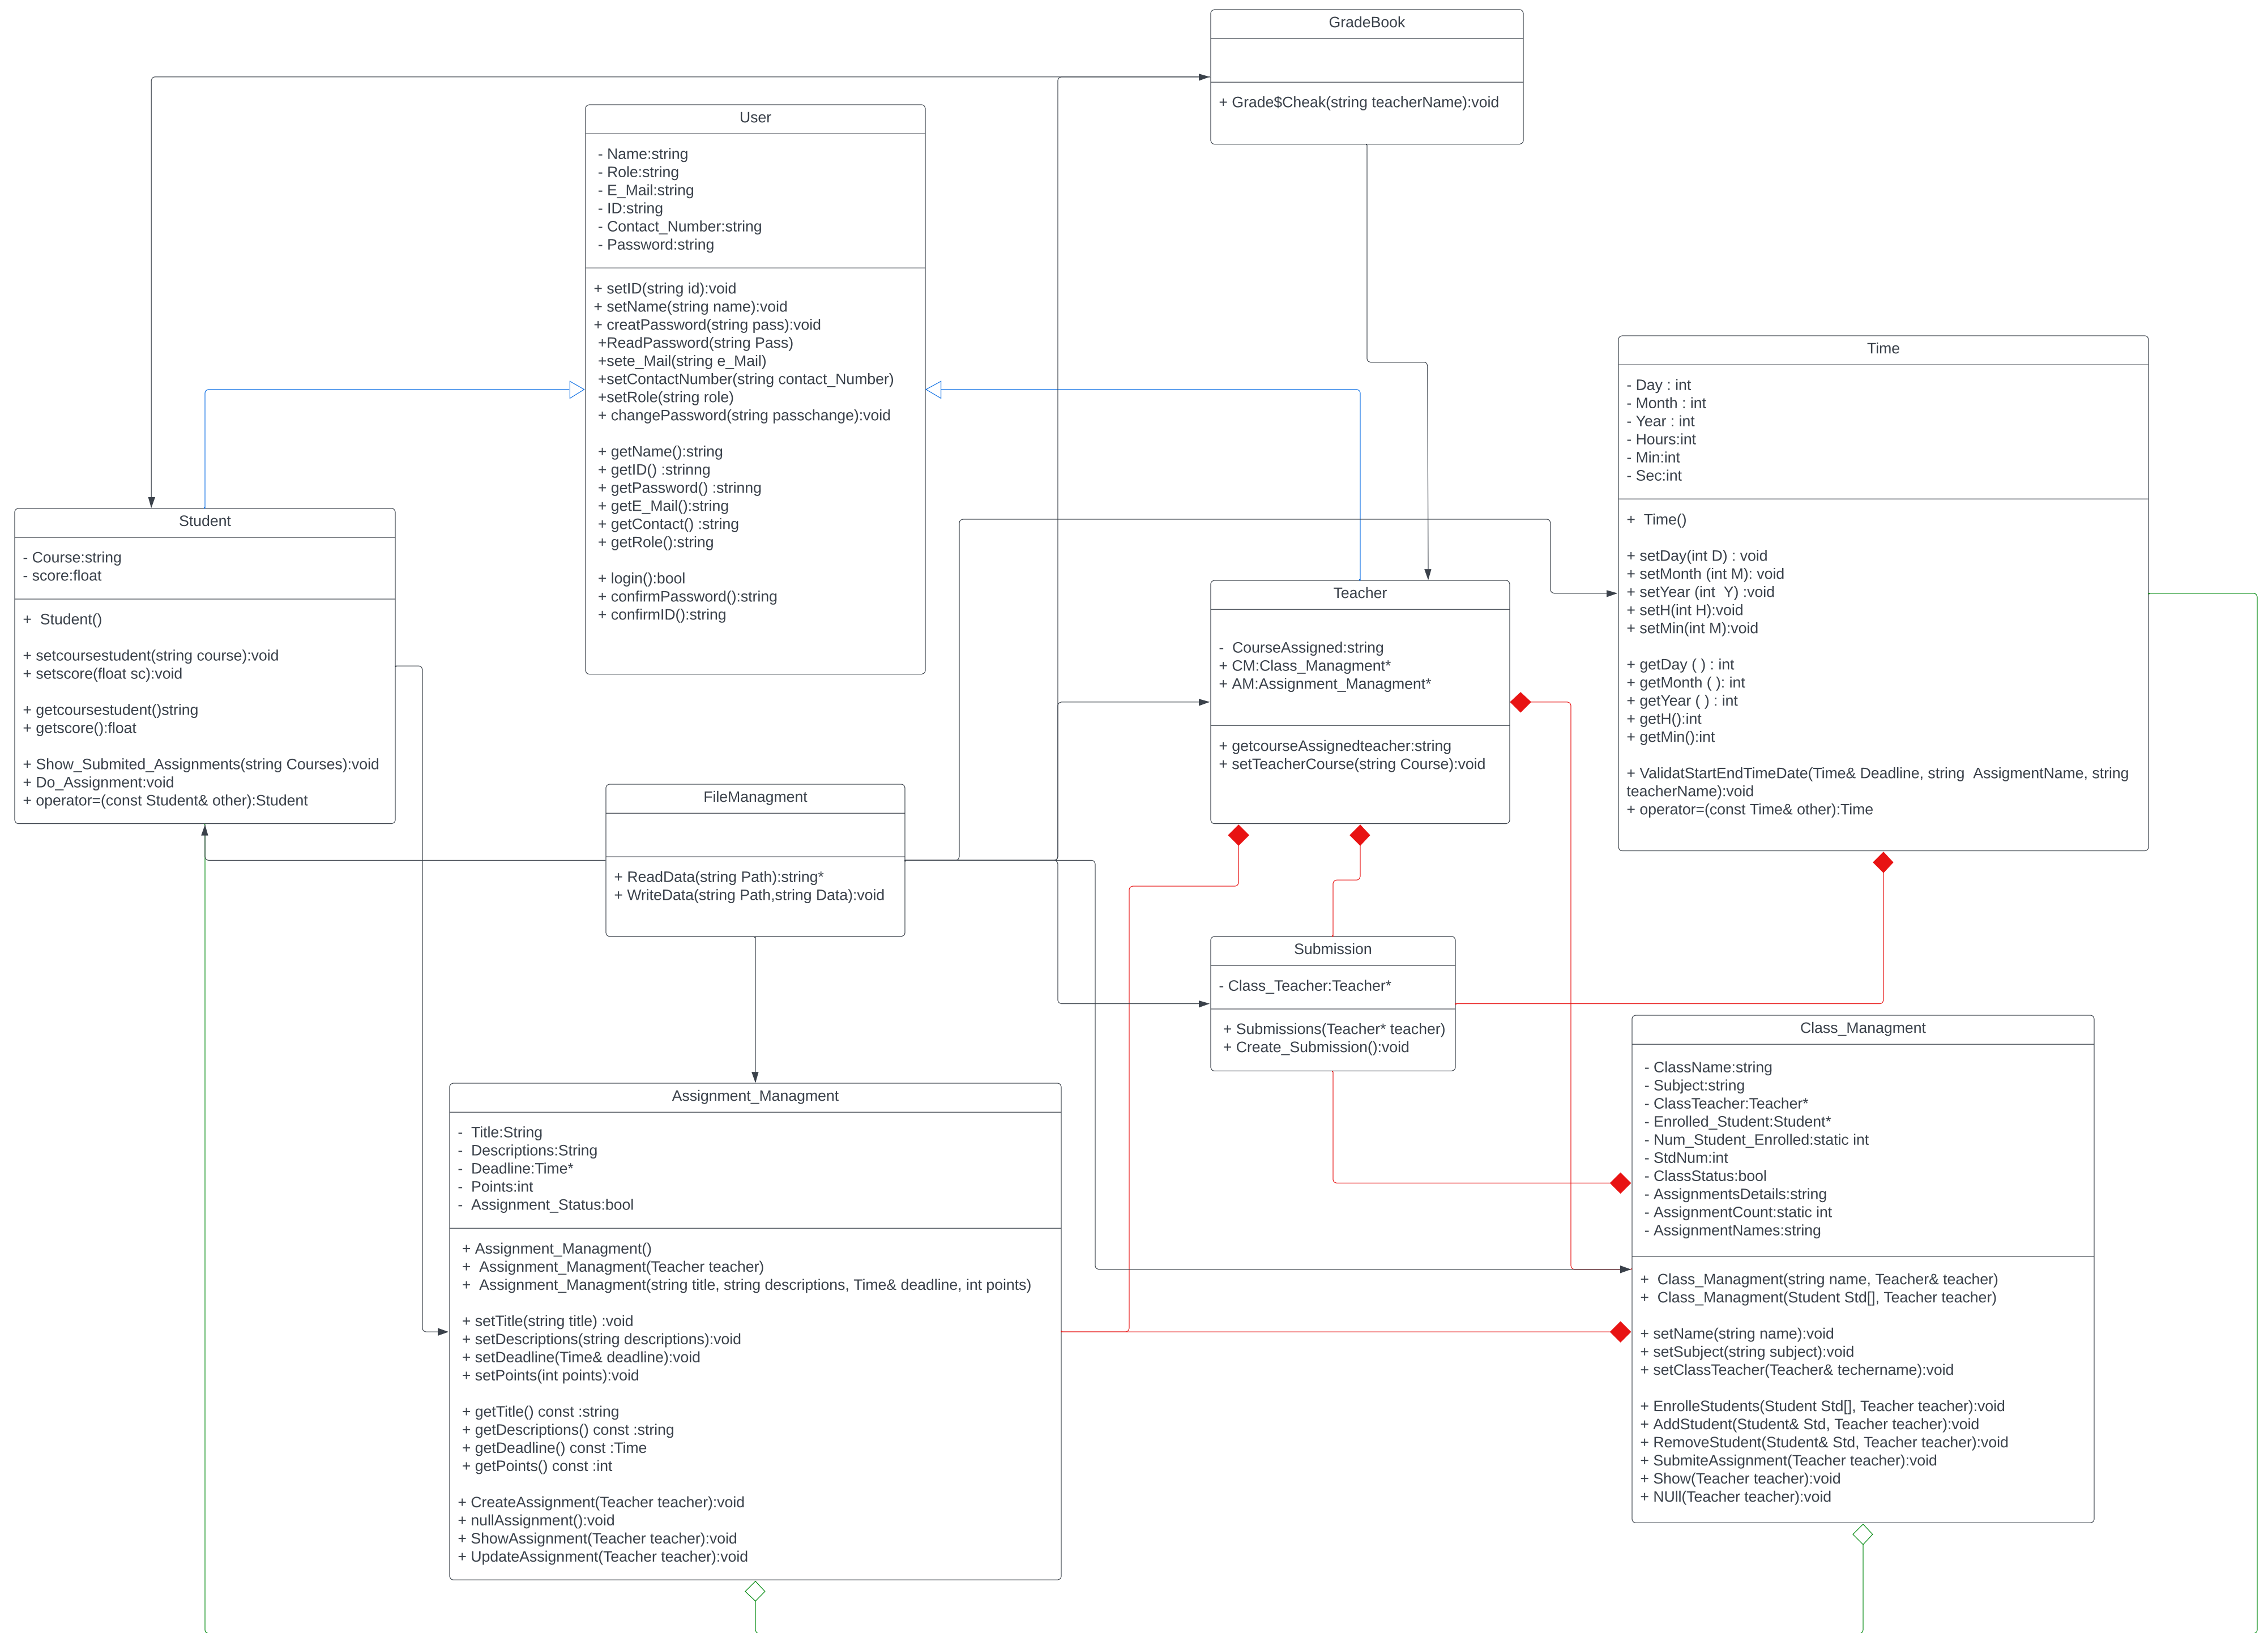 GradeBook
+ Grade$Cheak(string teacherName):void
User
- Name:string
- Role:string
- E_Mail:string
- ID:string
- Contact_Number:string
- Password:string
+ setID(string id):void
+ setName(string name):void
+ creatPassword(string pass):void
+ReadPassword(string Pass)
+sete_Mail(string e_Mail)
+setContactNumber(string contact_Number)
+setRole(string role)
+ changePassword(string passchange):void
+ getName():string
+ getID() :strinng
+ getPassword() :strinng
+ getE_Mail():string
+ getContact() :string
+ getRole():string
+ login():bool
+ confirmPassword():string
+ confirmID():string
Time
- Day : int
- Month : int
- Year : int
- Hours:int
- Min:int
- Sec:int
+ Time()
+ setDay(int D) : void
+ setMonth (int M): void
+ setYear (int Y) :void
+ setH(int H):void
+ setMin(int M):void
+ getDay ( ) : int
+ getMonth ( ): int
+ getYear ( ) : int
+ getH():int
+ getMin():int
+ ValidatStartEndTimeDate(Time& Deadline, string AssigmentName, string
teacherName):void
+ operator=(const Time& other):Time
Student
- Course:string
- score:float
+ Student()
+ setcoursestudent(string course):void
+ setscore(float sc):void
+ getcoursestudent()string
+ getscore():float
+ Show_Submited_Assignments(string Courses):void
+ Do_Assignment:void
+ operator=(const Student& other):Student
Teacher
- CourseAssigned:string
+ CM:Class_Managment*
+ AM:Assignment_Managment*
+ getcourseAssignedteacher:string
+ setTeacherCourse(string Course):void
FileManagment
+ ReadData(string Path):string*
+ WriteData(string Path,string Data):void
Submission
- Class_Teacher:Teacher*
+ Submissions(Teacher* teacher)
+ Create_Submission():void
Class_Managment
- ClassName:string
- Subject:string
- ClassTeacher:Teacher*
- Enrolled_Student:Student*
- Num_Student_Enrolled:static int
- StdNum:int
- ClassStatus:bool
- AssignmentsDetails:string
- AssignmentCount:static int
- AssignmentNames:string
+ Class_Managment(string name, Teacher& teacher)
+ Class_Managment(Student Std[], Teacher teacher)
+ setName(string name):void
+ setSubject(string subject):void
+ setClassTeacher(Teacher& techername):void
+ EnrolleStudents(Student Std[], Teacher teacher):void
+ AddStudent(Student& Std, Teacher teacher):void
+ RemoveStudent(Student& Std, Teacher teacher):void
+ SubmiteAssignment(Teacher teacher):void
+ Show(Teacher teacher):void
+ NUll(Teacher teacher):void
Assignment_Managment
- Title:String
- Descriptions:String
- Deadline:Time*
- Points:int
- Assignment_Status:bool
+ Assignment_Managment()
+ Assignment_Managment(Teacher teacher)
+ Assignment_Managment(string title, string descriptions, Time& deadline, int points)
+ setTitle(string title) :void
+ setDescriptions(string descriptions):void
+ setDeadline(Time& deadline):void
+ setPoints(int points):void
+ getTitle() const :string
+ getDescriptions() const :string
+ getDeadline() const :Time
+ getPoints() const :int
+ CreateAssignment(Teacher teacher):void
+ nullAssignment():void
+ ShowAssignment(Teacher teacher):void
+ UpdateAssignment(Teacher teacher):void